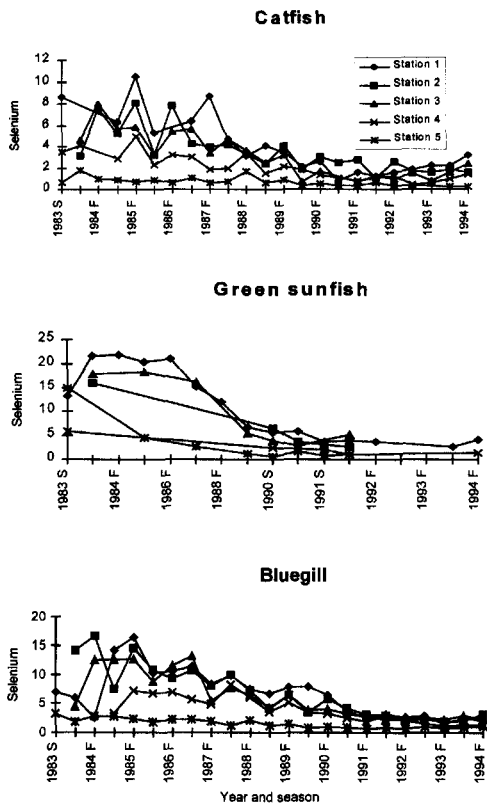 Catfish
12
10
8
6
4
2
0
Selenium
Station 1
Station 2
Station 3
Station 4
Station 5
1983 S
1984 F
1985 F
1986 F
1987 F
1988 F
1989 F
1990 F
1991 F
1992 F
1993 F
1994 F
Green sunfish
25
20
15
10
5
0
Selenium
1983 S
1984 F
1986 F
1988 F
1990 S
1991 S
1992 F
1993 F
1994 F
Bluegill
20
15
10
5
0
Selenium
1983 S
1984 F
1985 F
1986 F
1987 F
1988 F
1989 F
1990 F
1991 F
1992 F
1993 F
1994 F
Year and season